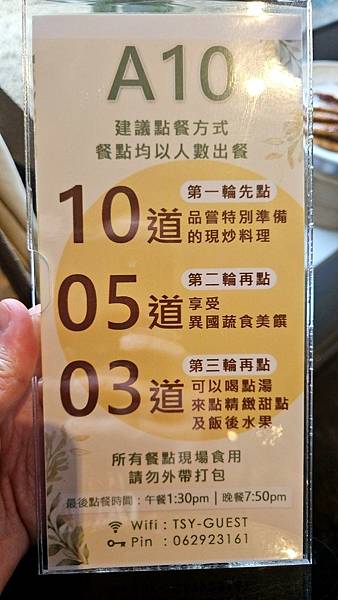 A10
建議點餐方式
餐點均以人數出餐
10道
第一輪先點
品嘗特別準備
的現炒料理
05道
第二輪再點
享受
異國蔬食美饌
03道
第三輪再點
可以喝點湯
來點精緻甜點
及飯後水果
所有餐點現場食用
請勿外帶打包
最後點餐時間：午餐1:30pm | 晚餐7:50pm
Wifi : TSY-GUEST
Pin : 062923161